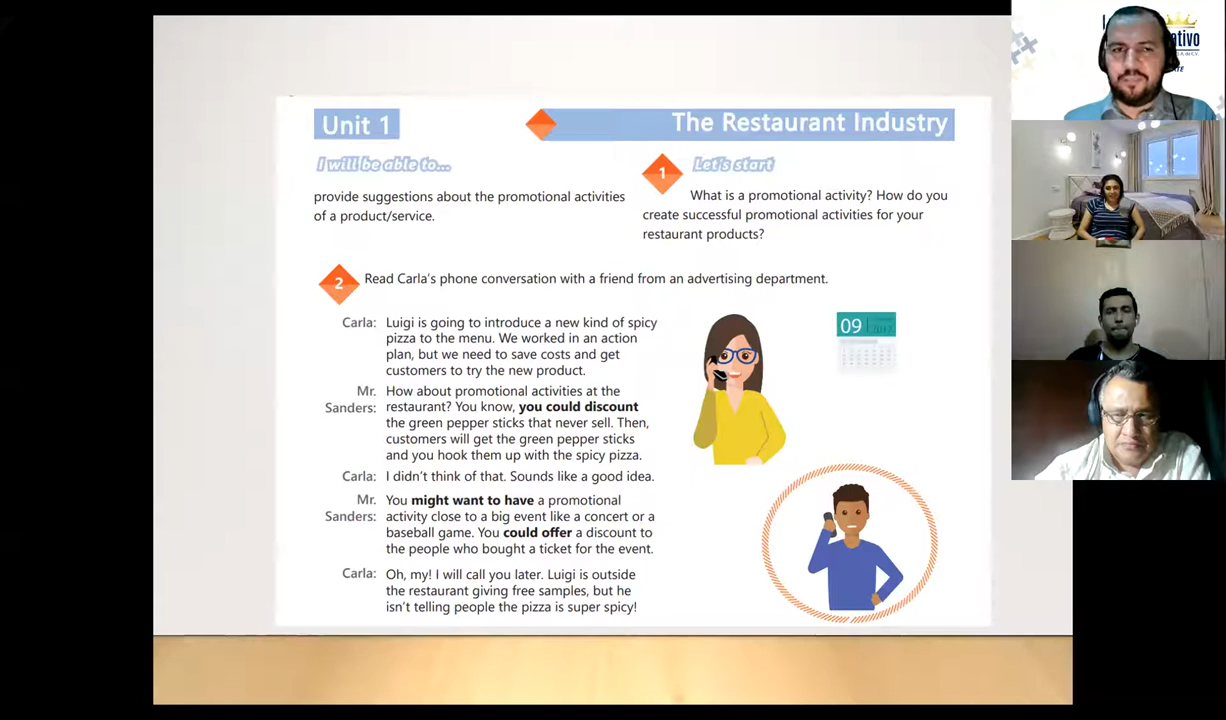 Unit 1
The Restaurant Industry
I will be able to...
provide suggestions about the promotional activities
of a product/service.
1
Let's start
What is a promotional activity? How do you
create successful promotional activities for your
restaurant products?
2
Read Carla's phone conversation with a friend from an advertising department.
Carla: Luigi is going to introduce a new kind of spicy
pizza to the menu. We worked in an action
plan, but we need to save costs and get
customers to try the new product.
Mr. How about promotional activities at the
Sanders: restaurant? You know, you could discount
the green pepper sticks that never sell. Then,
customers will get the green pepper sticks
and you hook them up with the spicy pizza.
Carla: I didn't think of that. Sounds like a good idea.
Mr. You might want to have a promotional
Sanders: activity close to a big event like a concert or a
baseball game. You could offer a discount to
the people who bought a ticket for the event.
Carla: Oh, my! I will call you later. Luigi is outside
the restaurant giving free samples, but he
isn't telling people the pizza is super spicy!
09
2017